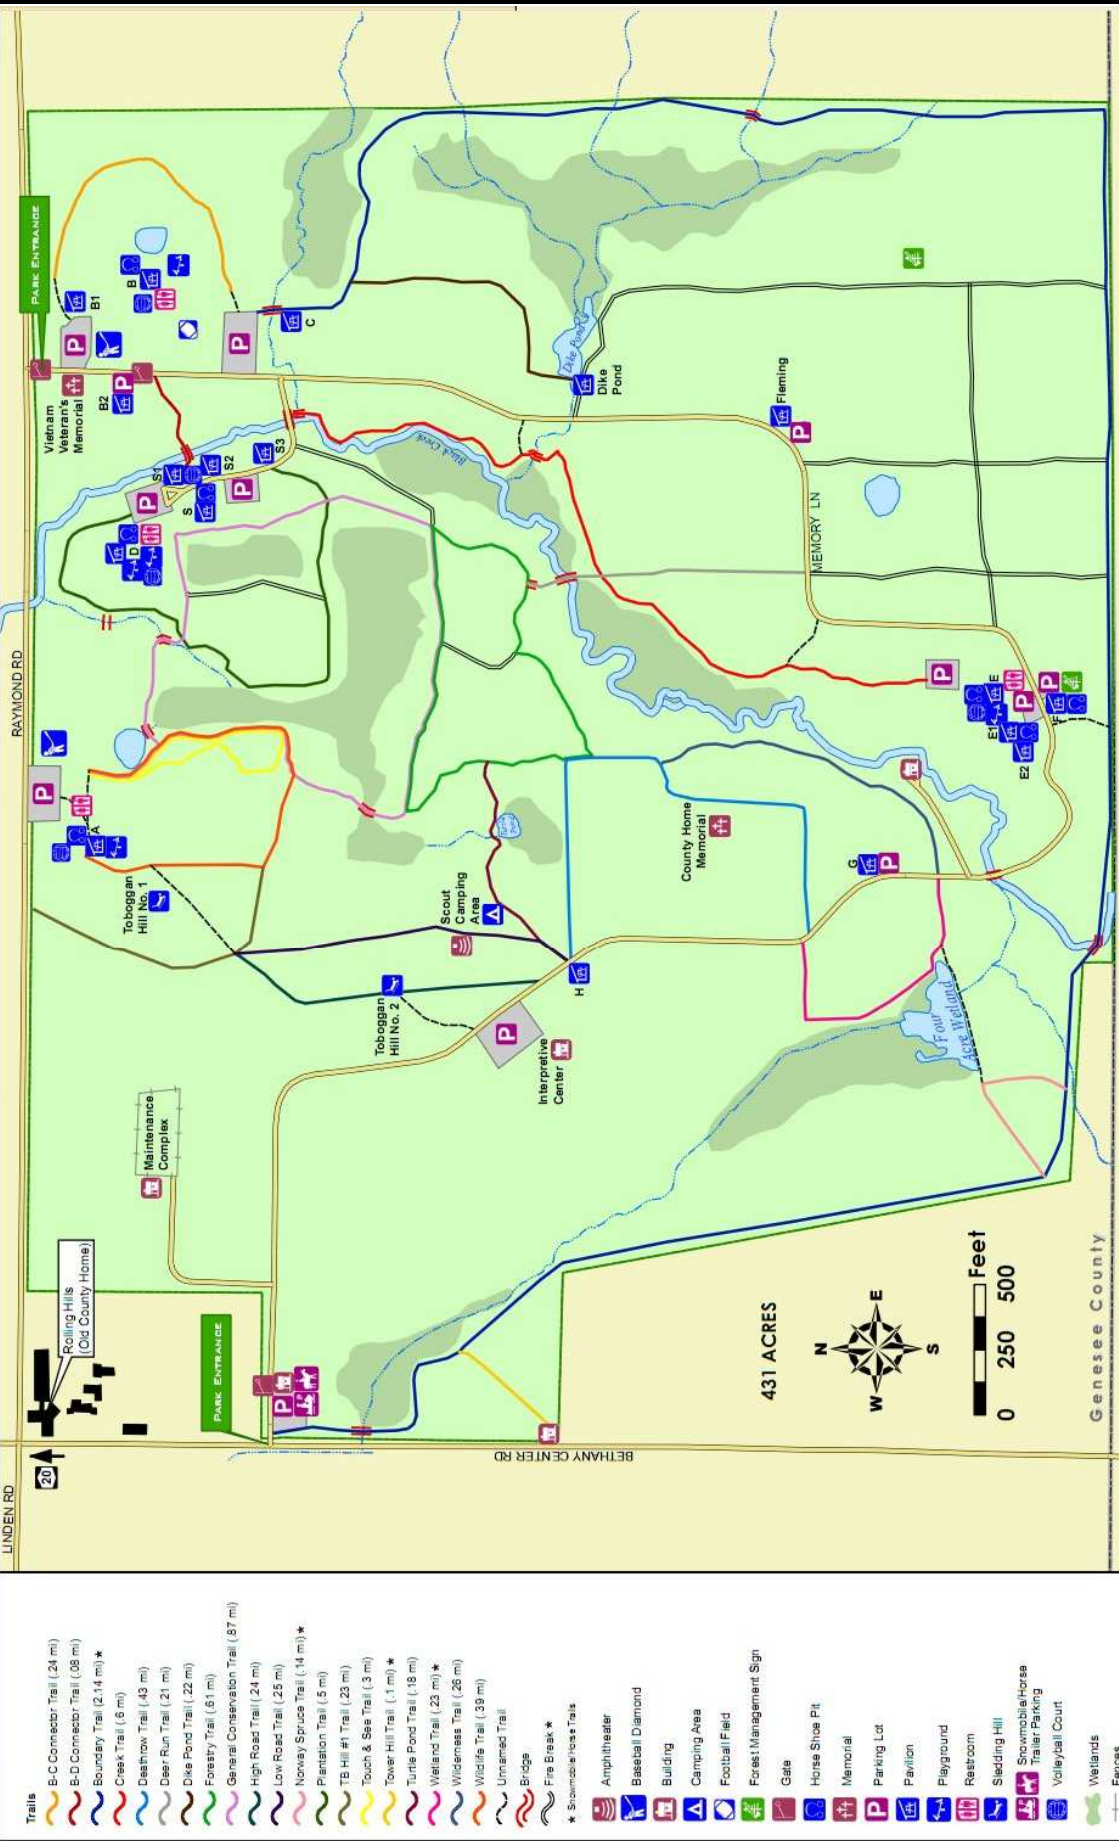 LINDEN RD
20
Rolling Hills
(Old County Home)
RAYMOND RD
PARK ENTRANCE
PARK ENTRANCE
BETHANY CENTER RD
Maintenance
Complex
Toboggan
Hill No. 1
Toboggan
Hill No. 2
Interpretive
Center
Scout
Camping
Area
Turtle
Pond
H
A
P
P
P
P
P
P
P
P
P
P
P
P
P
P
D
S
S1
S2
S3
Vietnam
Veteran's
Memorial
B
B1
B2
C
Black Creek
Dike Pond
Dike
Pond
Fleming
MEMORY LN
E
E1
E2
F
G
County Home
Memorial
Four
Acre Wetland
431 ACRES
N
E
S
W
0 250 500
Feet
Genesee County
Trails
B-C Connector Trail (.24 mi)
B-D Connector Trail (.08 mi)
Boundary Trail (2.14 mi) ★
Creek Trail (.6 mi)
Deathrow Trail (.43 mi)
Deer Run Trail (.21 mi)
Dike Pond Trail (.22 mi)
Forestry Trail (.61 mi)
General Conservation Trail (.87 mi)
High Road Trail (.24 mi)
Low Road Trail (.25 mi)
Norway Spruce Trail (.14 mi) ★
Plantation Trail (.5 mi)
TB Hill #1 Trail (.23 mi)
Touch & See Trail (.3 mi)
Tower Hill Trail (.1 mi) ★
Turtle Pond Trail (.18 mi)
Wetland Trail (.23 mi) ★
Wilderness Trail (.26 mi)
Wildlife Trail (.39 mi)
Unnamed Trail
Bridge
Fire Break ★
★ Snowmobile/Horse Trails
Amphitheater
Baseball Diamond
Building
Camping Area
Football Field
Forest Management Sign
Gate
Horse Shoe Pit
Memorial
P Parking Lot
Pavilion
Playground
Restroom
Sledding Hill
Snowmobile/Horse
Trailer Parking
Volleyball Court
Wetlands
Fences